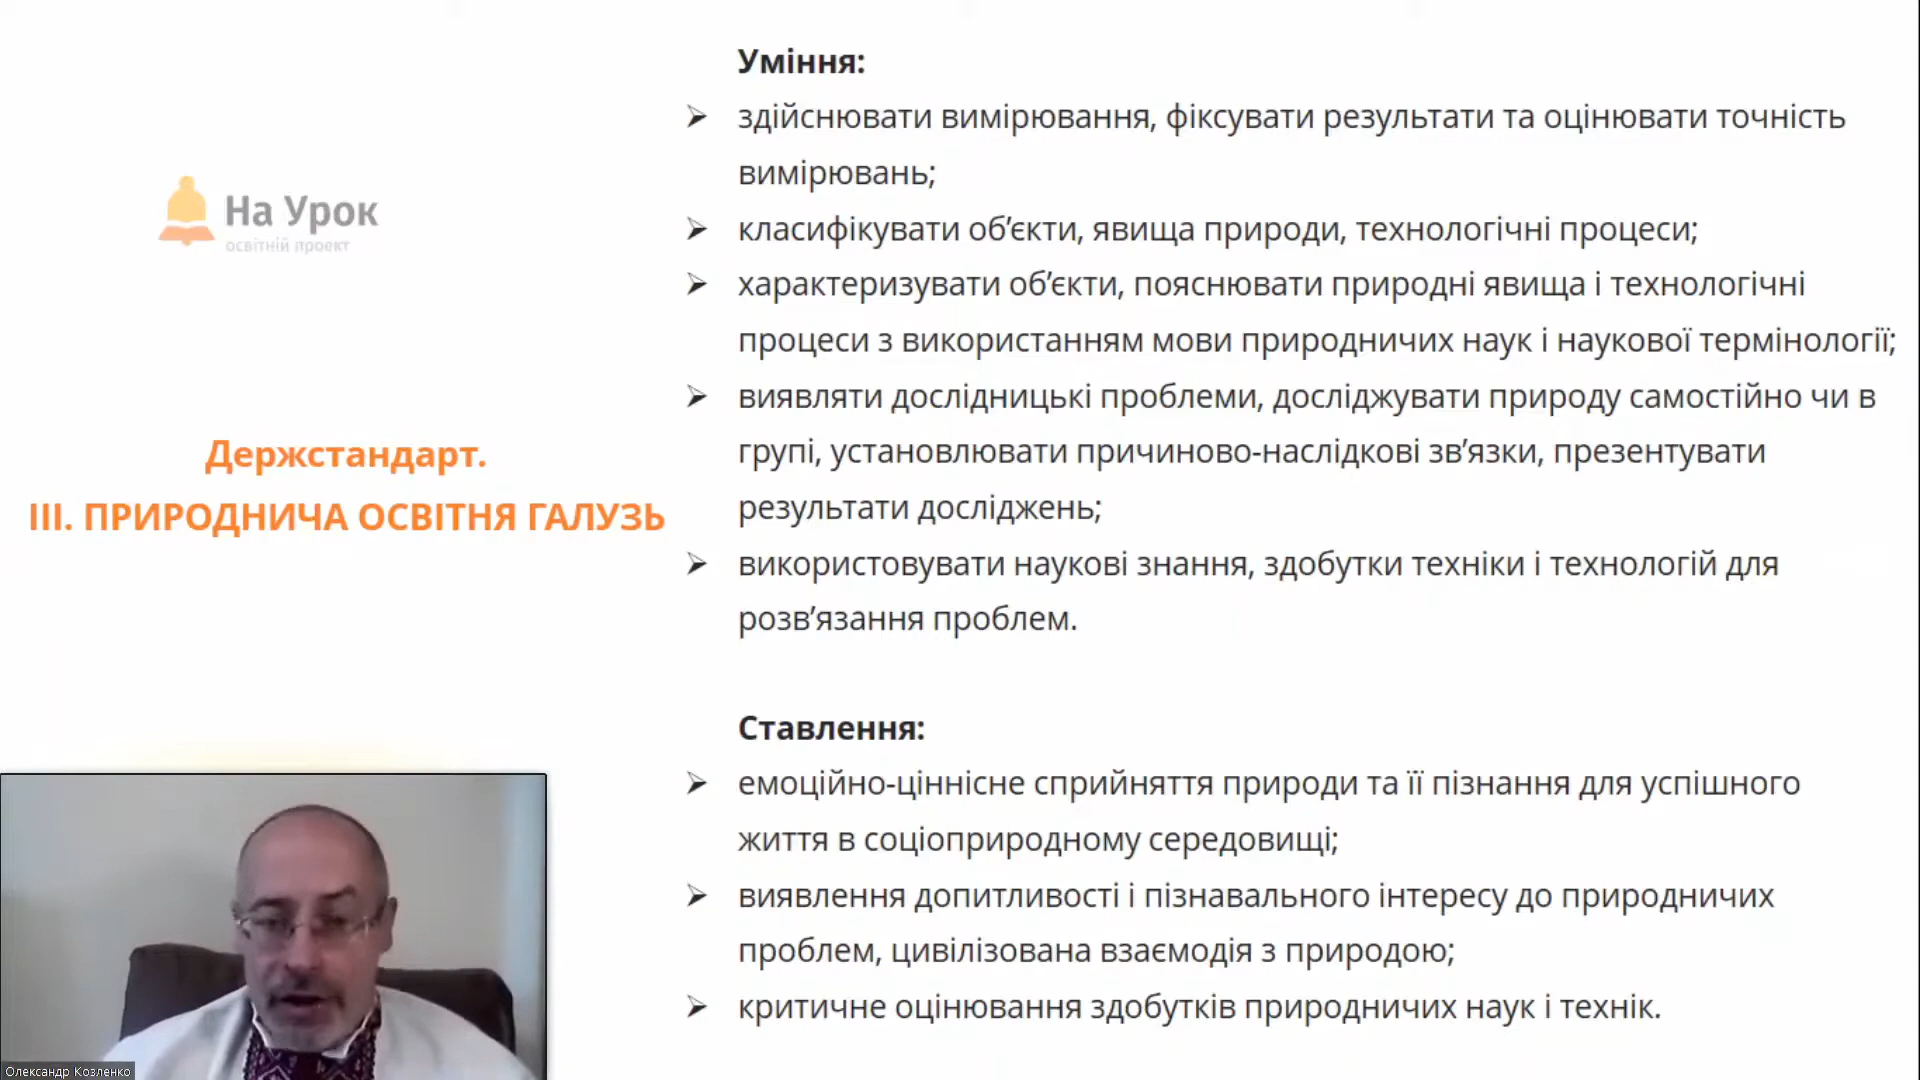 На Урок
освітній проект
Держстандарт.
ІІІ. ПРИРОДНИЧА ОСВІТНЯ ГАЛУЗЬ
Уміння:
здійснювати вимірювання, фіксувати результати та оцінювати точність
вимірювань;
класифікувати об’єкти, явища природи, технологічні процеси;
характеризувати об’єкти, пояснювати природні явища і технологічні
процеси з використанням мови природничих наук і наукової термінології;
виявляти дослідницькі проблеми, досліджувати природу самостійно чи в
групі, установлювати причиново-наслідкові зв’язки, презентувати
результати досліджень;
використовувати наукові знання, здобутки техніки і технологій для
розв’язання проблем.
Ставлення:
емоційно-ціннісне сприйняття природи та її пізнання для успішного
життя в соціоприродному середовищі;
виявлення допитливості і пізнавального інтересу до природничих
проблем, цивілізована взаємодія з природою;
критичне оцінювання здобутків природничих наук і технік.
Олександр Козленко